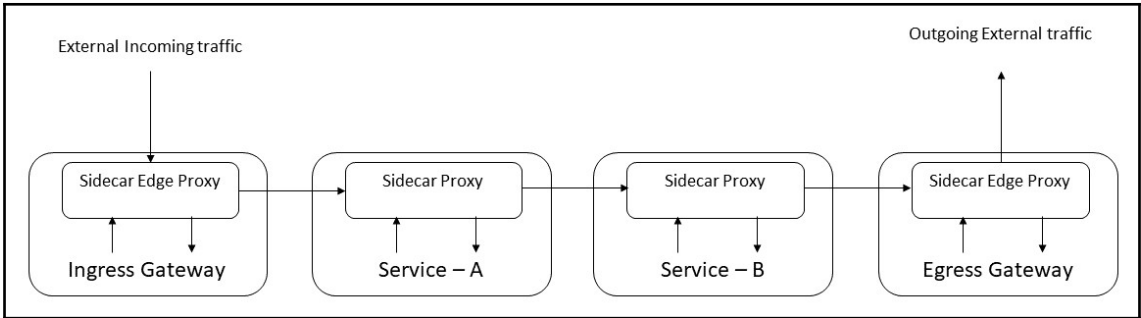 External Incoming traffic
Outgoing External traffic
Sidecar Edge Proxy
Sidecar Proxy
Sidecar Proxy
Sidecar Edge Proxy
Ingress Gateway
Service – A
Service – B
Egress Gateway